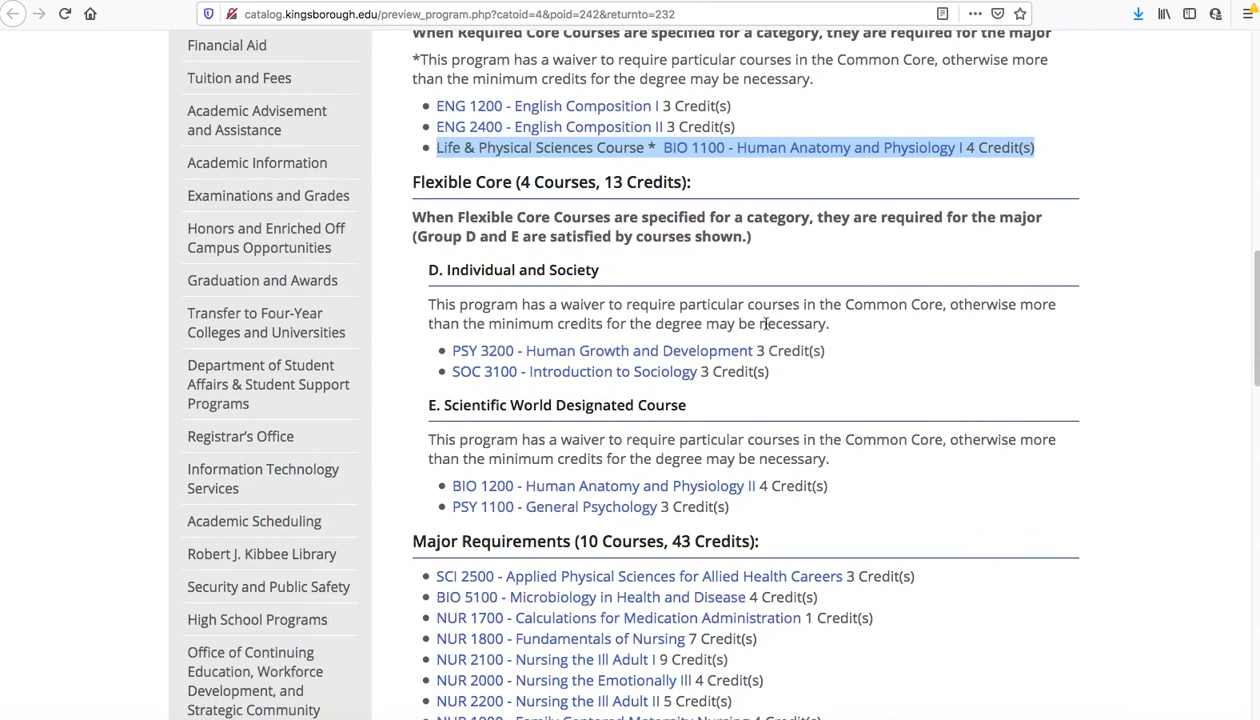 catalog.kingsborough.edu/preview_program.php?catoid=4&poid=242&returnto=232
Financial Aid
Tuition and Fees
Academic Advisement
and Assistance
Academic Information
Examinations and Grades
Honors and Enriched Off
Campus Opportunities
Graduation and Awards
Transfer to Four-Year
Colleges and Universities
Department of Student
Affairs & Student Support
Programs
Registrar's Office
Information Technology
Services
Academic Scheduling
Robert J. Kibbee Library
Security and Public Safety
High School Programs
Office of Continuing
Education, Workforce
Development, and
Strategic Community
When Required Core Courses are specified for a category, they are required for the major
*This program has a waiver to require particular courses in the Common Core, otherwise more
than the minimum credits for the degree may be necessary.
• ENG 1200 - English Composition I 3 Credit(s)
• ENG 2400 - English Composition II 3 Credit(s)
• Life & Physical Sciences Course * BIO 1100 - Human Anatomy and Physiology I 4 Credit(s)
Flexible Core (4 Courses, 13 Credits):
When Flexible Core Courses are specified for a category, they are required for the major
(Group D and E are satisfied by courses shown.)
D. Individual and Society
This program has a waiver to require particular courses in the Common Core, otherwise more
than the minimum credits for the degree may be necessary.
• PSY 3200 - Human Growth and Development 3 Credit(s)
• SOC 3100 - Introduction to Sociology 3 Credit(s)
E. Scientific World Designated Course
This program has a waiver to require particular courses in the Common Core, otherwise more
than the minimum credits for the degree may be necessary.
• BIO 1200 - Human Anatomy and Physiology II 4 Credit(s)
• PSY 1100 - General Psychology 3 Credit(s)
Major Requirements (10 Courses, 43 Credits):
• SCI 2500 - Applied Physical Sciences for Allied Health Careers 3 Credit(s)
• BIO 5100 - Microbiology in Health and Disease 4 Credit(s)
• NUR 1700 - Calculations for Medication Administration 1 Credit(s)
• NUR 1800 - Fundamentals of Nursing 7 Credit(s)
• NUR 2100 - Nursing the Ill Adult I 9 Credit(s)
• NUR 2000 - Nursing the Emotionally Ill 4 Credit(s)
• NUR 2200 - Nursing the Ill Adult II 5 Credit(s)